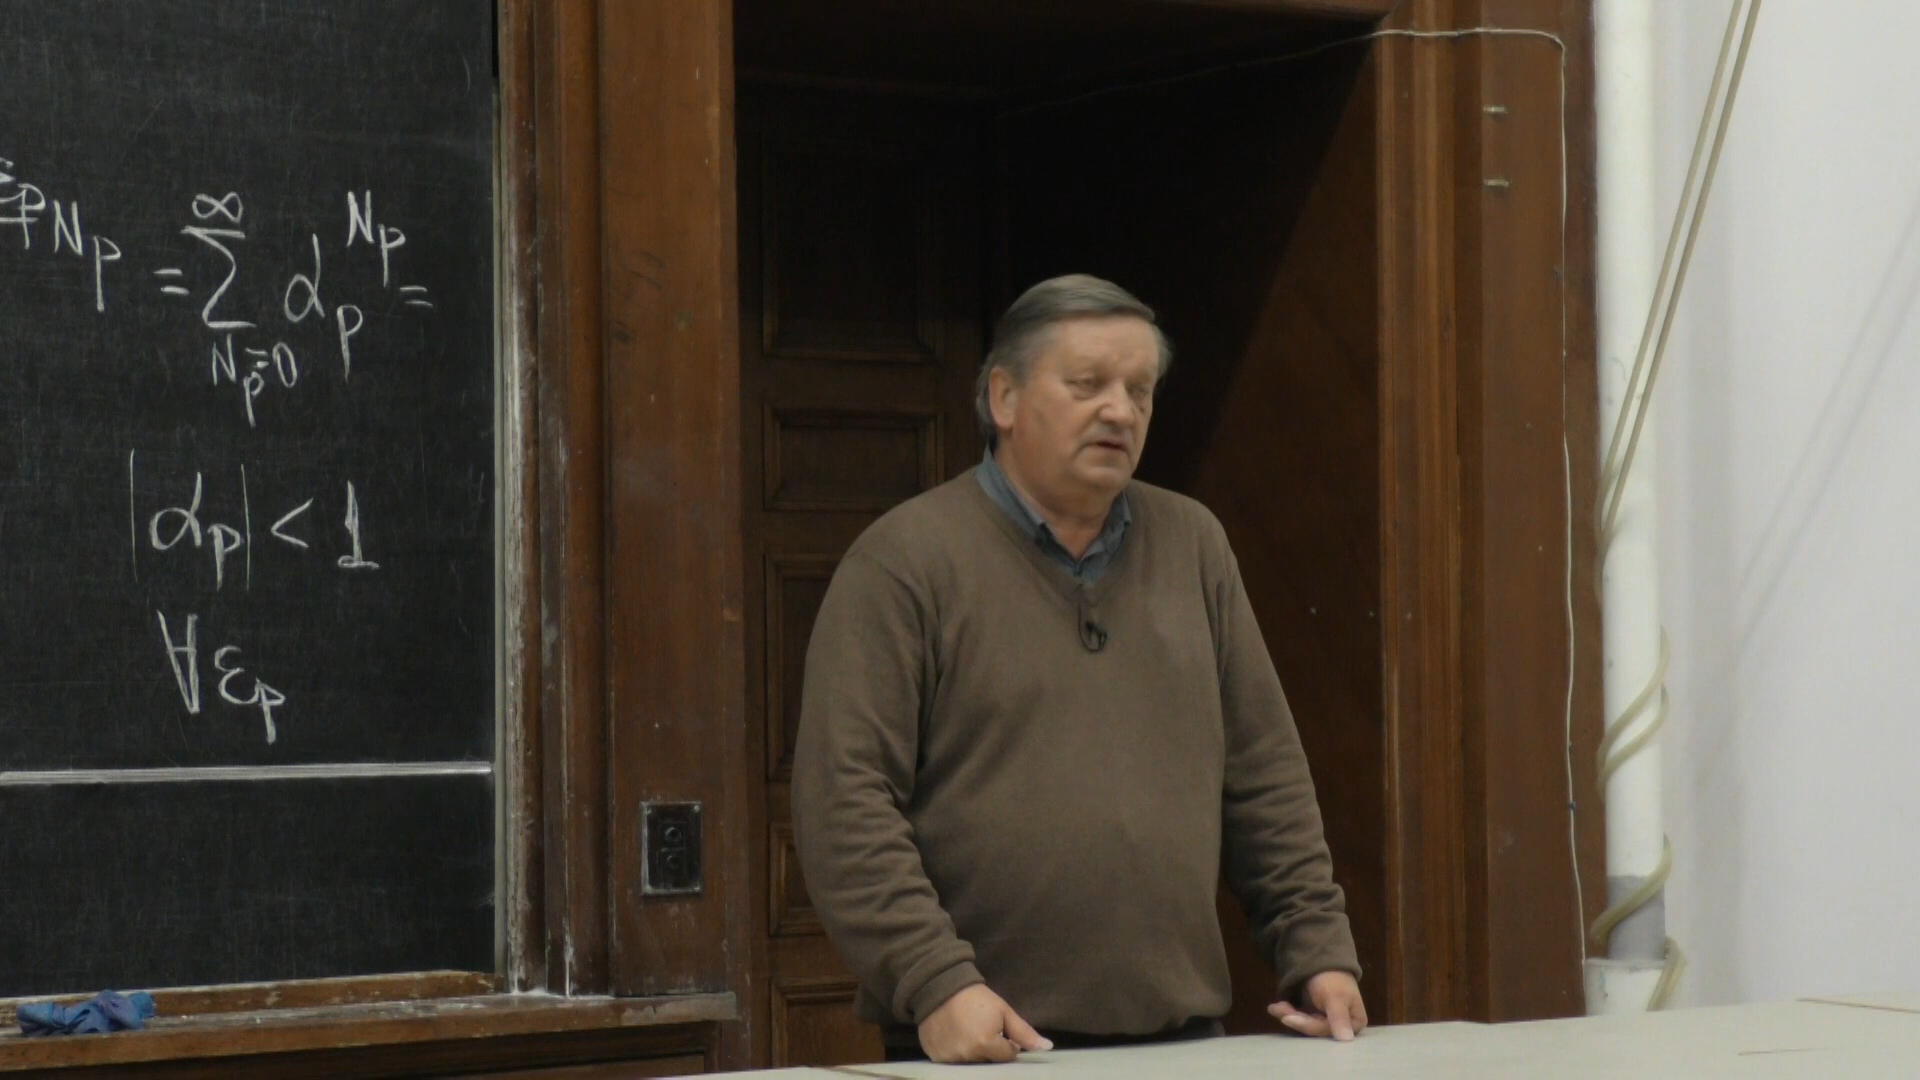 N_p = ∑_{N_p=0}^{∞} α_p^{N_p} =
|α_p| < 1
∀ε_p